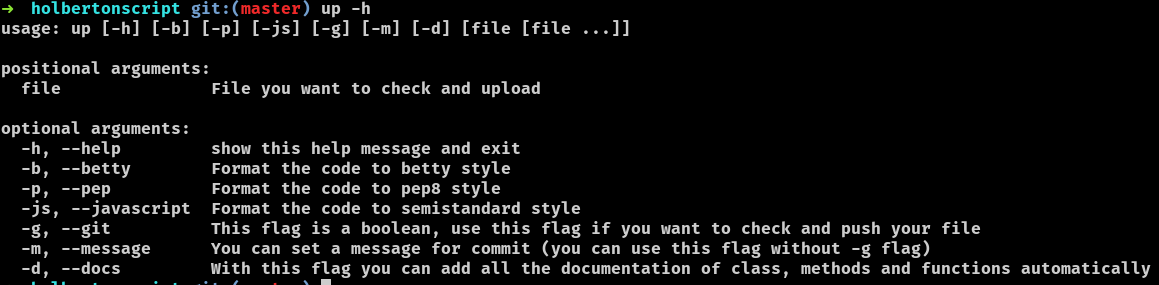 → holbertonscript git:(master) up -h
usage: up [-h] [-b] [-p] [-js] [-g] [-m] [-d] [file [file ...]]
positional arguments:
file File you want to check and upload
optional arguments:
-h, --help show this help message and exit
-b, --betty Format the code to betty style
-p, --pep Format the code to pep8 style
-js, --javascript Format the code to semistandard style
-g, --git This flag is a boolean, use this flag if you want to check and push your file
-m, --message You can set a message for commit (you can use this flag without -g flag)
-d, --docs With this flag you can add all the documentation of class, methods and functions automatically
holbertonscript git:(master)